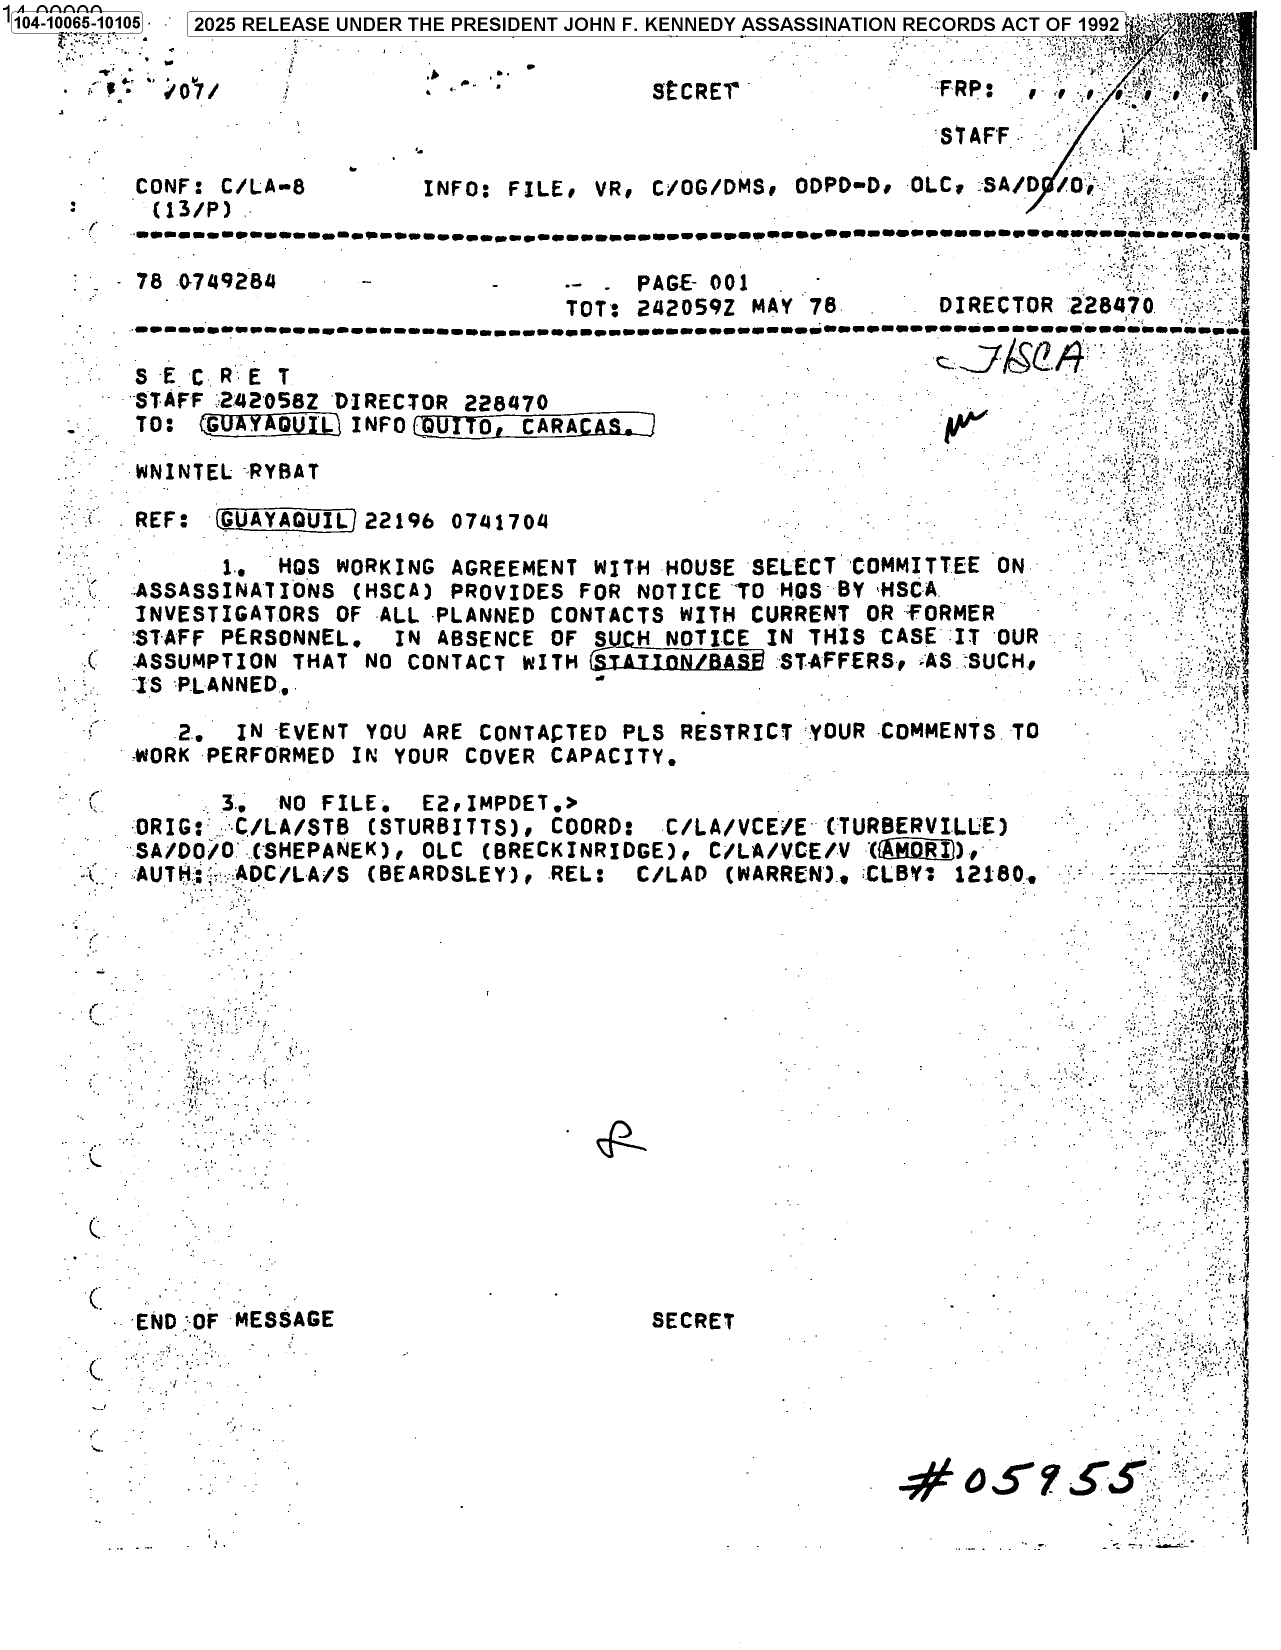 104-10065-10105
2025 RELEASE UNDER THE PRESIDENT JOHN F. KENNEDY ASSASSINATION RECORDS ACT OF 1992
/07/ SECRET FRP: , , , , , , ,
STAFF
CONF: C/LA-8 INFO: FILE, VR, C/OG/DMS, ODPD-D, OLC, SA/DO/O,
(13/P)
78 0749284 PAGE 001
TOT: 242059Z MAY 78 DIRECTOR 228470
HSCA
S E C R E T
STAFF 242058Z DIRECTOR 228470
TO: GUAYAQUIL INFO QUITO, CARACAS.
WNINTEL RYBAT
REF: GUAYAQUIL 22196 0741704
1. HQS WORKING AGREEMENT WITH HOUSE SELECT COMMITTEE ON
ASSASSINATIONS (HSCA) PROVIDES FOR NOTICE TO HQS BY HSCA
INVESTIGATORS OF ALL PLANNED CONTACTS WITH CURRENT OR FORMER
STAFF PERSONNEL. IN ABSENCE OF SUCH NOTICE IN THIS CASE IT OUR
ASSUMPTION THAT NO CONTACT WITH STATION/BASE STAFFERS, AS SUCH,
IS PLANNED.
2. IN EVENT YOU ARE CONTACTED PLS RESTRICT YOUR COMMENTS TO
WORK PERFORMED IN YOUR COVER CAPACITY.
3. NO FILE. E2,IMPDET.>
ORIG: C/LA/STB (STURBITTS), COORD: C/LA/VCE/E (TURBERVILLE)
SA/DO/O (SHEPANEK), OLC (BRECKINRIDGE), C/LA/VCE/V (AMORI),
AUTH: ADC/LA/S (BEARDSLEY), REL: C/LAD (WARREN). CLBY: 12180.
END OF MESSAGE SECRET
#05955